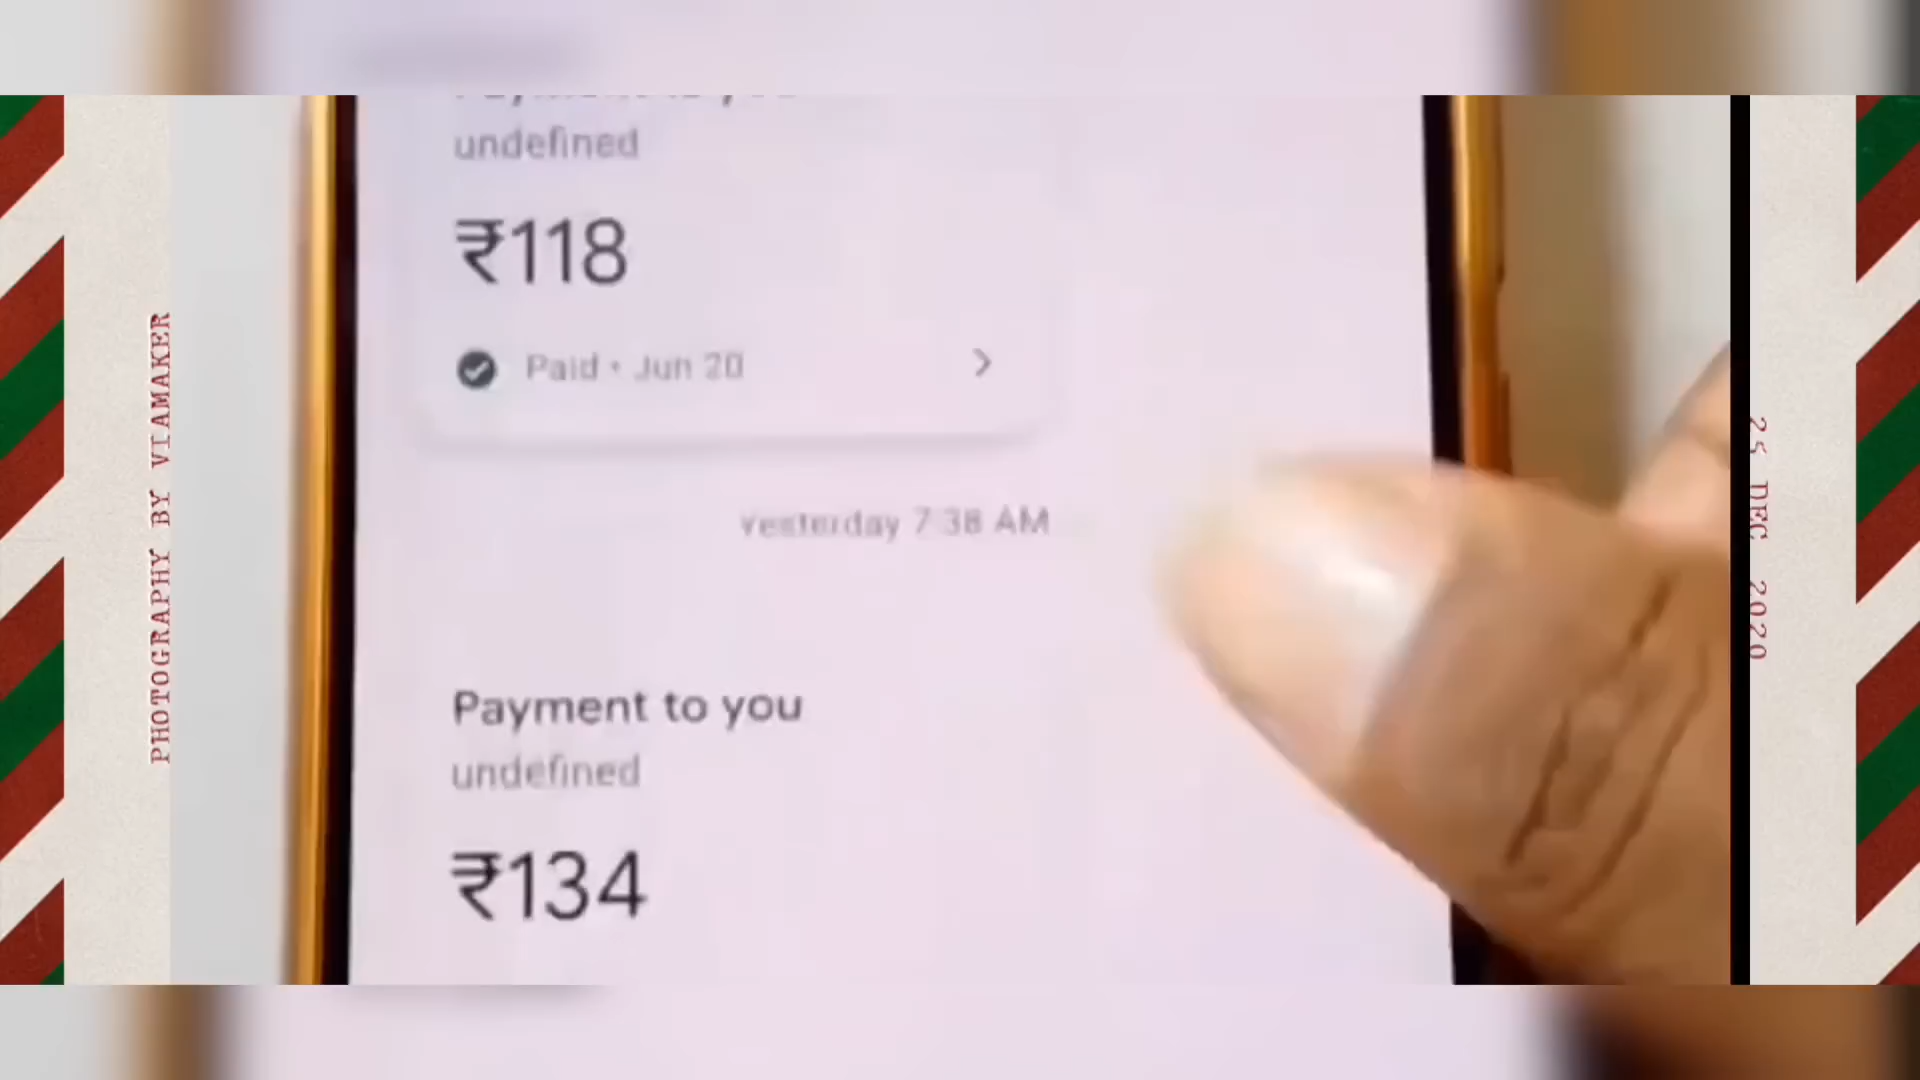 undefined
₹118
Paid • Jun 20
Yesterday 7:38 AM
Payment to you
undefined
₹134
PHOTOGRAPHY BY VIAMAKER
25 DEC 2020